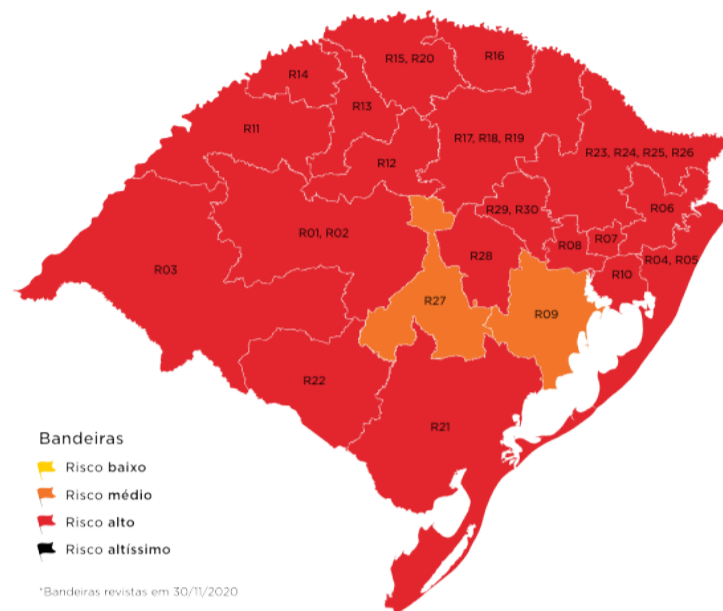 R16
R15, R20
R14
R13
R11
R17, R18, R19
R23, R24, R25, R26
R12
R06
R29, R30
R01, R02
R07
R08
R28
R04, R05
R03
R10
R27
R09
R22
R21
Bandeiras
Risco baixo
Risco médio
Risco alto
Risco altíssimo
*Bandeiras revistas em 30/11/2020